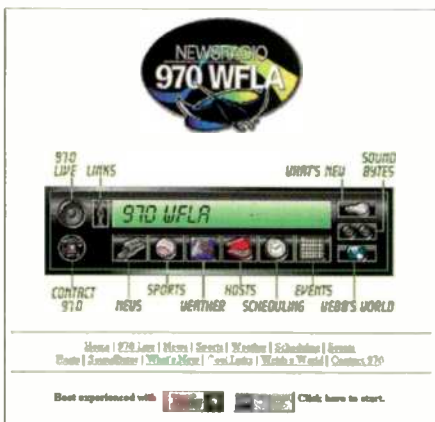 NEWSRADIO
970 WFLA
970 LIVE
LINKS
WHAT'S NEW
SOUND BYTES
970 WFLA
CONTACT 970
NEWS
SPORTS
WEATHER
HOSTS
SCHEDULING
EVENTS
WEBB'S WORLD
Home | 970 Live | News | Sports | Weather | Scheduling | Events
Hosts | SoundBytes | What's New | Links | Webb's World | Contact 970
Best experienced with
Click here to start.